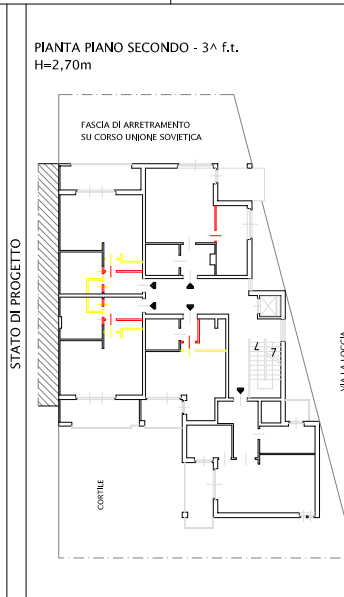 PIANTA PIANO SECONDO - 3^ f.t.
H=2,70m
FASCIA DI ARRETRAMENTO
SU CORSO UNIONE SOVIETICA
STATO DI PROGETTO
VIA LA LOGGIA
CORTILE